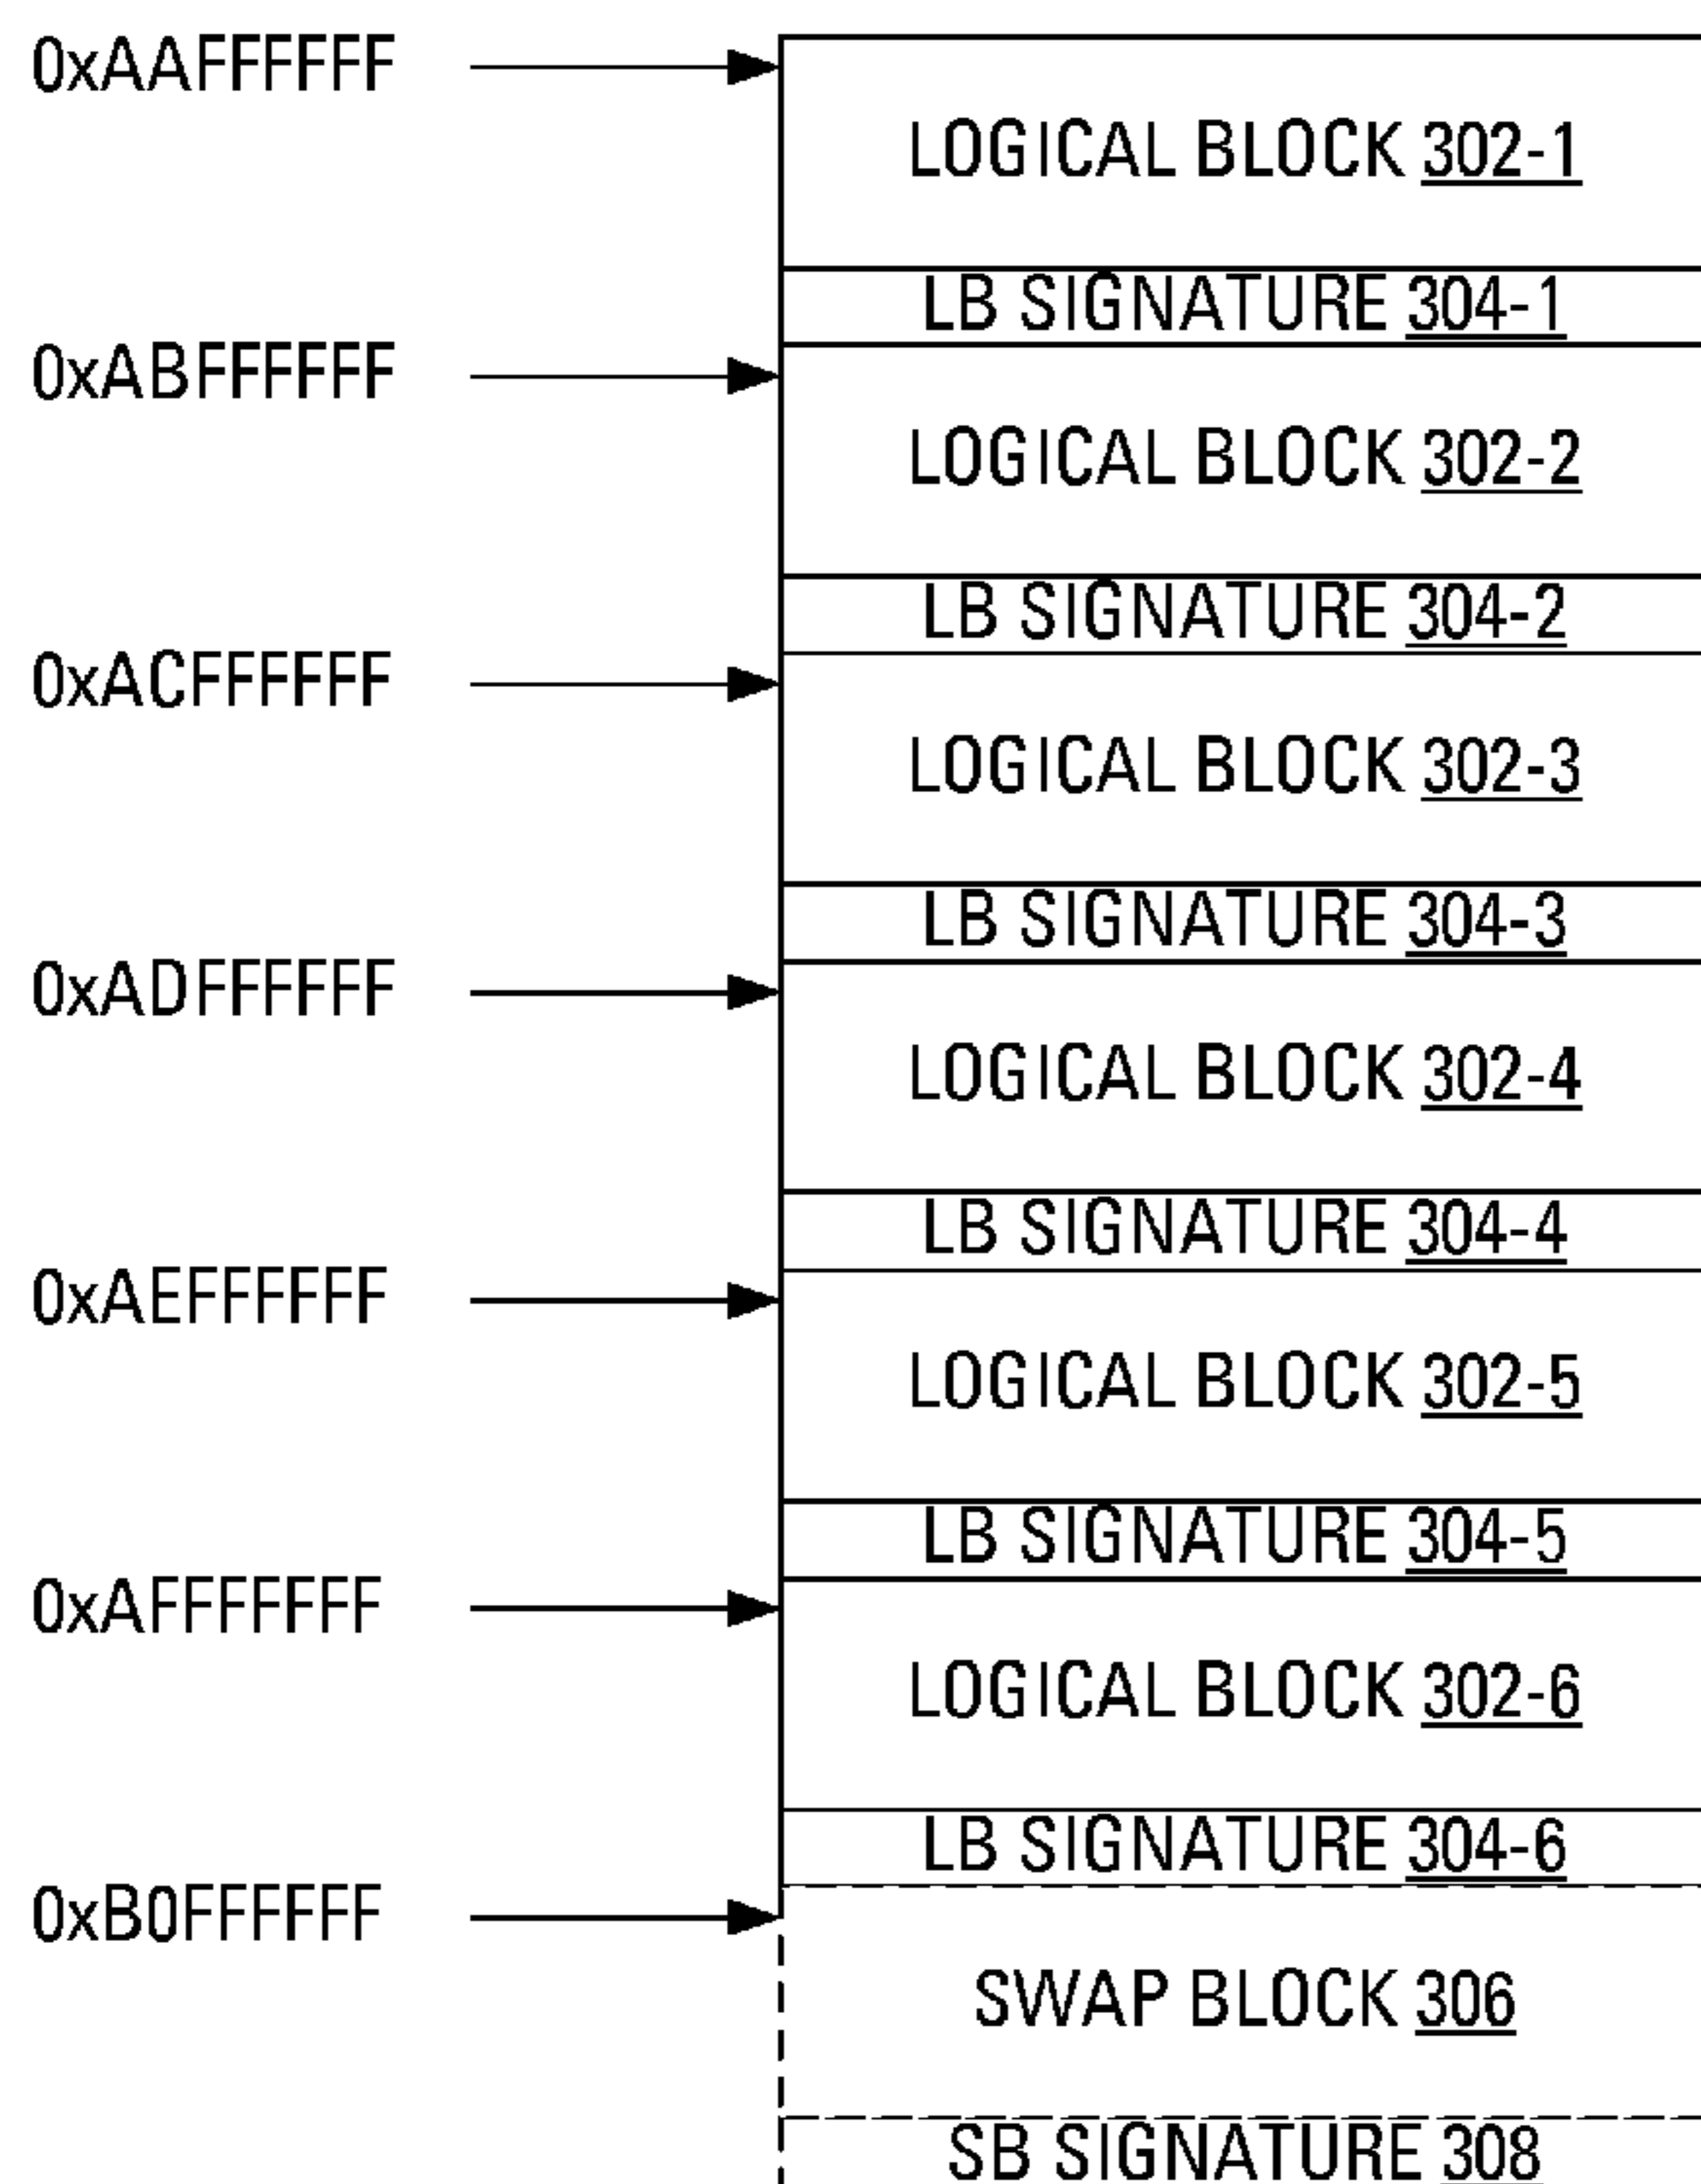 0xAAFFFFFF
LOGICAL BLOCK 302-1
LB SIGNATURE 304-1
0xABFFFFFF
LOGICAL BLOCK 302-2
LB SIGNATURE 304-2
0xACFFFFFF
LOGICAL BLOCK 302-3
LB SIGNATURE 304-3
0xADFFFFFF
LOGICAL BLOCK 302-4
LB SIGNATURE 304-4
0xAEFFFFFF
LOGICAL BLOCK 302-5
LB SIGNATURE 304-5
0xAFFFFFFF
LOGICAL BLOCK 302-6
LB SIGNATURE 304-6
0xB0FFFFFF
SWAP BLOCK 306
SB SIGNATURE 308